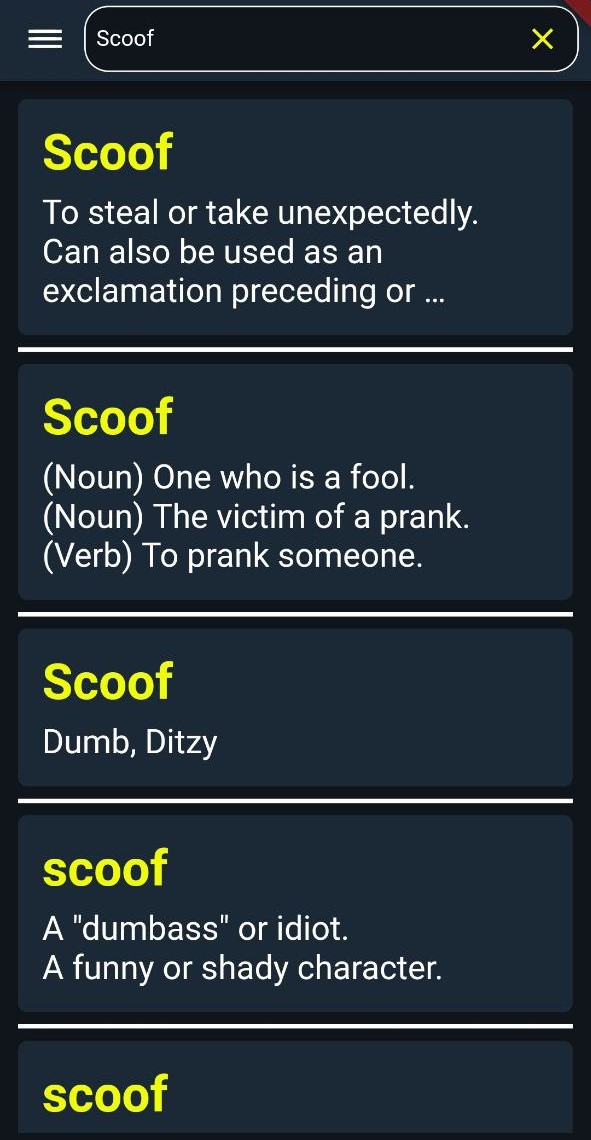 Scoof
Scoof
To steal or take unexpectedly.
Can also be used as an
exclamation preceding or ...
Scoof
(Noun) One who is a fool.
(Noun) The victim of a prank.
(Verb) To prank someone.
Scoof
Dumb, Ditzy
scoof
A "dumbass" or idiot.
A funny or shady character.
scoof